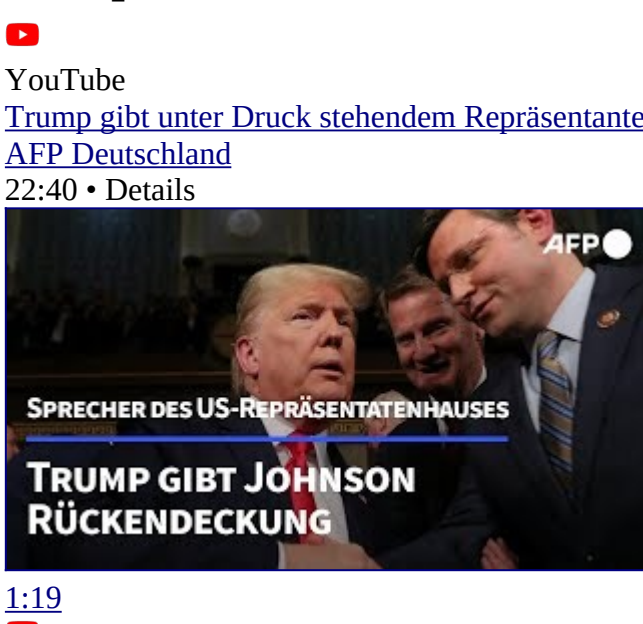 YouTube
Trump gibt unter Druck stehendem Repräsentante
AFP Deutschland
22:40 • Details
AFP
SPRECHER DES US-REPRÄSENTATENHAUSES
TRUMP GIBT JOHNSON
RÜCKENDECKUNG
1:19